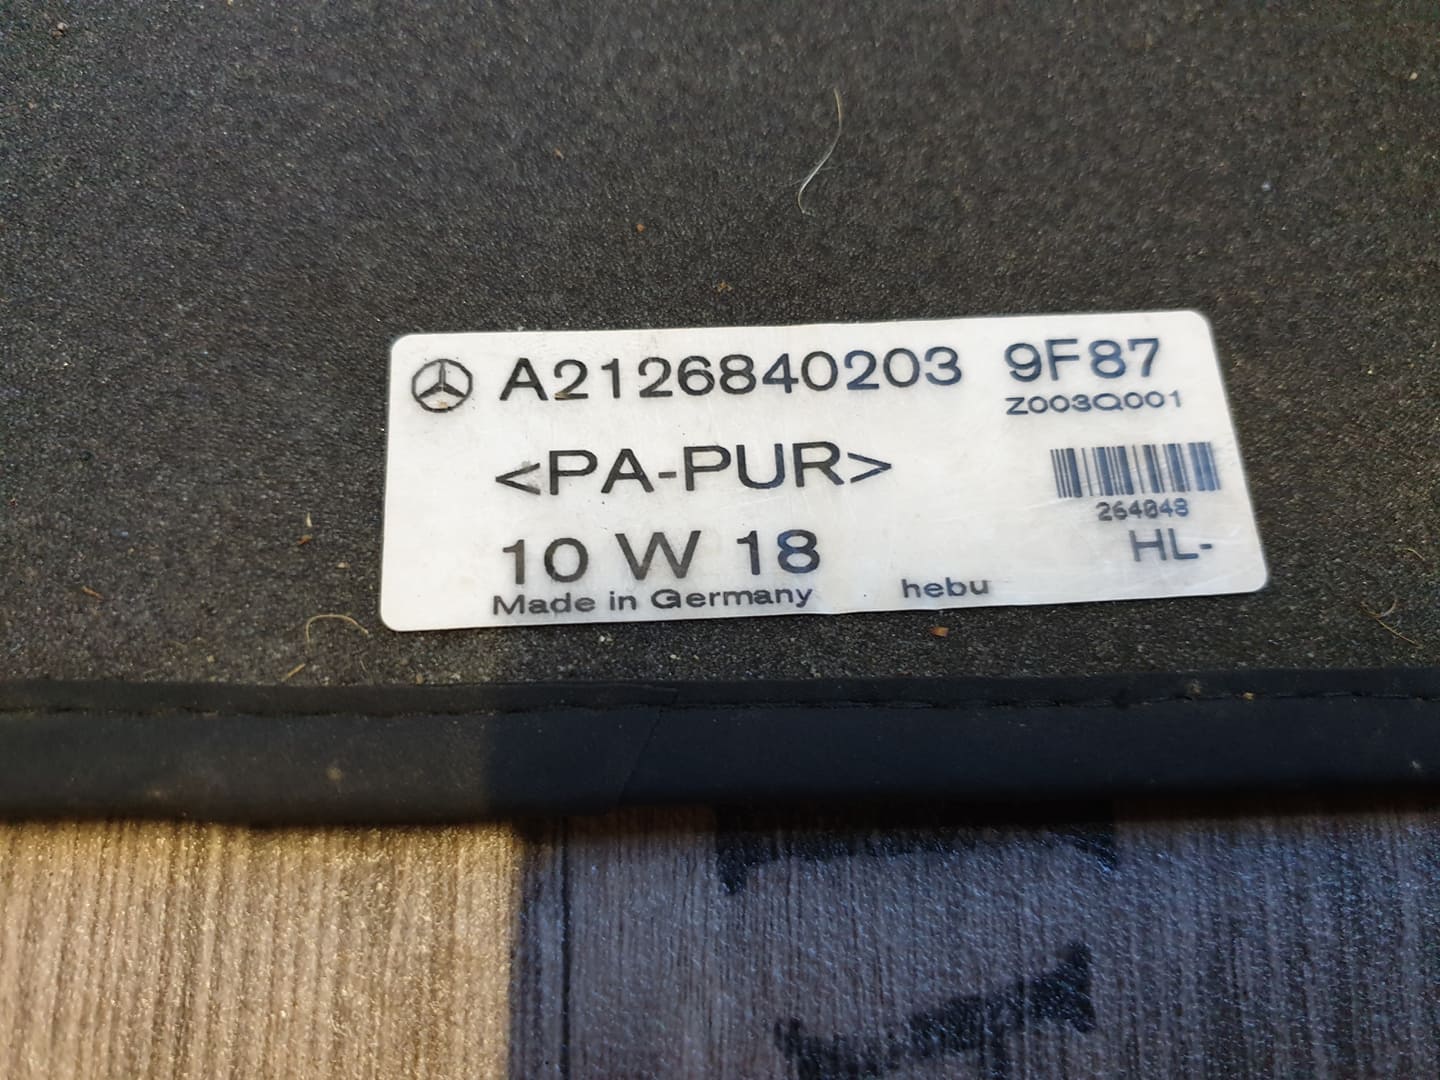 A2126840203 9F87
Z003Q001
<PA-PUR>
264048
10 W 18
HL-
Made in Germany hebu